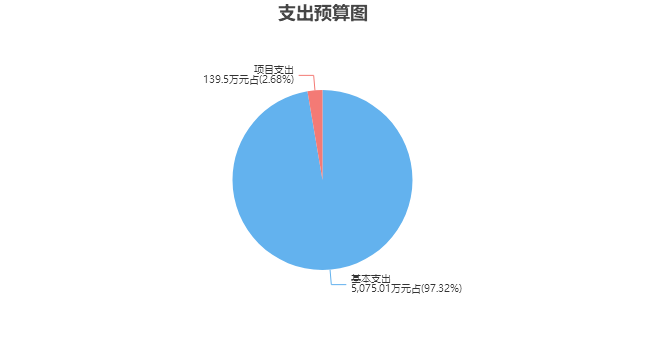 支出预算图
项目支出
139.5万元占(2.68%)
基本支出
5,075.01万元占(97.32%)